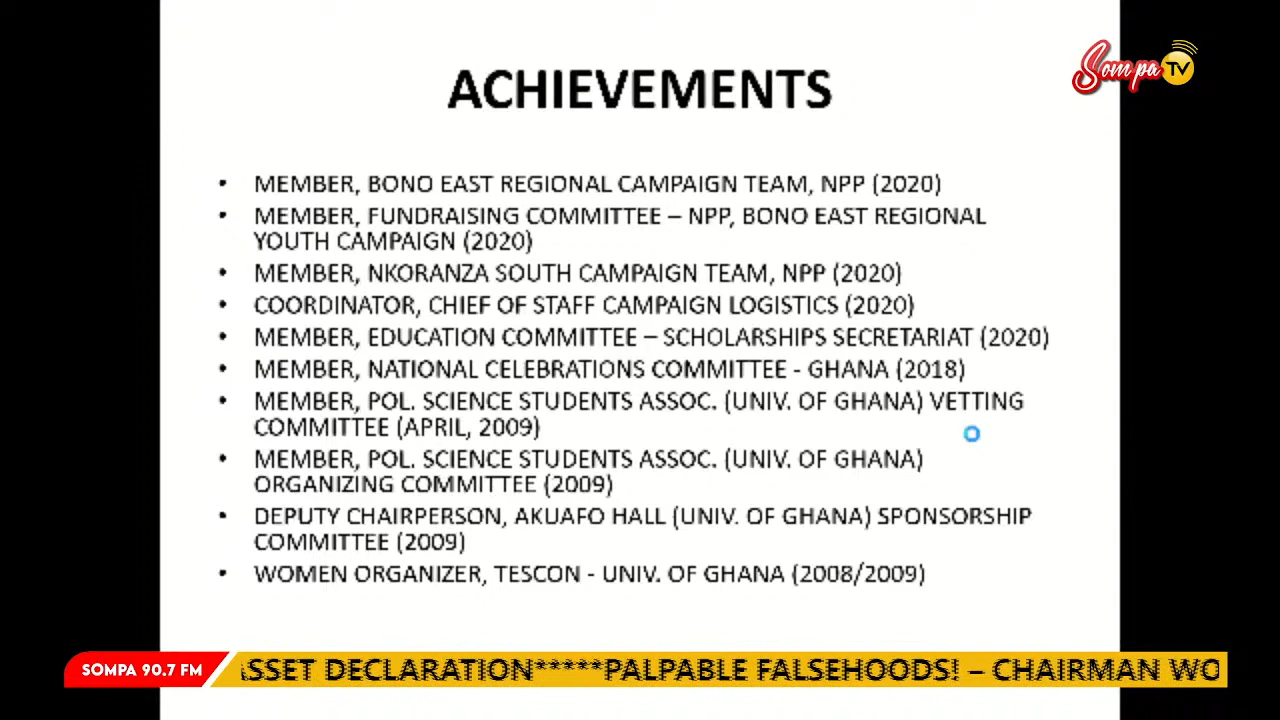 Sompa TV
ACHIEVEMENTS
• MEMBER, BONO EAST REGIONAL CAMPAIGN TEAM, NPP (2020)
• MEMBER, FUNDRAISING COMMITTEE – NPP, BONO EAST REGIONAL
YOUTH CAMPAIGN (2020)
• MEMBER, NKORANZA SOUTH CAMPAIGN TEAM, NPP (2020)
• COORDINATOR, CHIEF OF STAFF CAMPAIGN LOGISTICS (2020)
• MEMBER, EDUCATION COMMITTEE – SCHOLARSHIPS SECRETARIAT (2020)
• MEMBER, NATIONAL CELEBRATIONS COMMITTEE - GHANA (2018)
• MEMBER, POL. SCIENCE STUDENTS ASSOC. (UNIV. OF GHANA) VETTING
COMMITTEE (APRIL, 2009)
• MEMBER, POL. SCIENCE STUDENTS ASSOC. (UNIV. OF GHANA)
ORGANIZING COMMITTEE (2009)
• DEPUTY CHAIRPERSON, AKUAFO HALL (UNIV. OF GHANA) SPONSORSHIP
COMMITTEE (2009)
• WOMEN ORGANIZER, TESCON - UNIV. OF GHANA (2008/2009)
SOMPA 90.7 FM
SSET DECLARATION*****PALPABLE FALSEHOODS! – CHAIRMAN WO